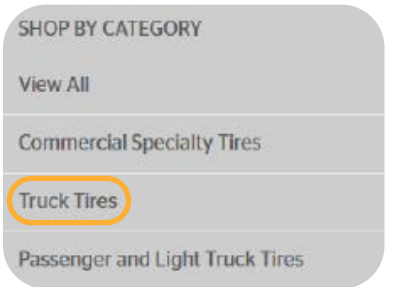 SHOP BY CATEGORY
View All
Commercial Specialty Tires
Truck Tires
Passenger and Light Truck Tires